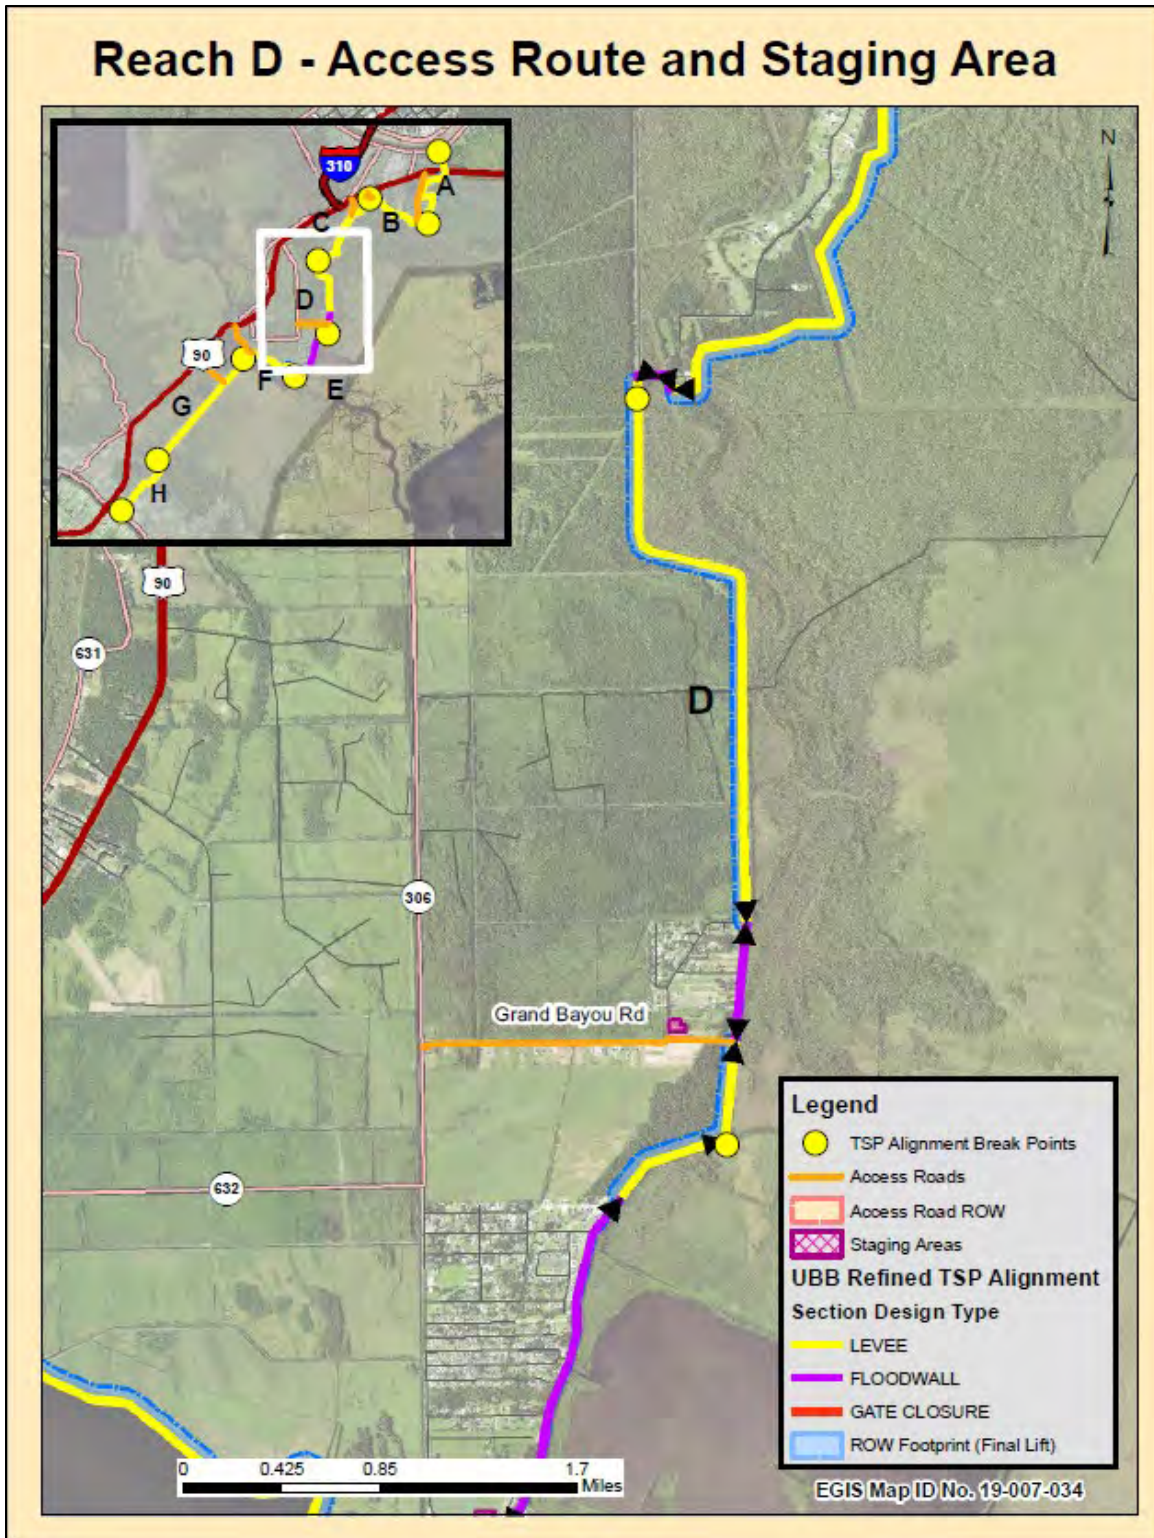 Reach D - Access Route and Staging Area
310
A
B
C
D
90
F
E
G
H
N
90
631
D
306
Grand Bayou Rd
632
Legend
TSP Alignment Break Points
Access Roads
Access Road ROW
Staging Areas
UBB Refined TSP Alignment
Section Design Type
LEVEE
FLOODWALL
GATE CLOSURE
ROW Footprint (Final Lift)
0 0.425 0.85 1.7
Miles
EGIS Map ID No. 19-007-034